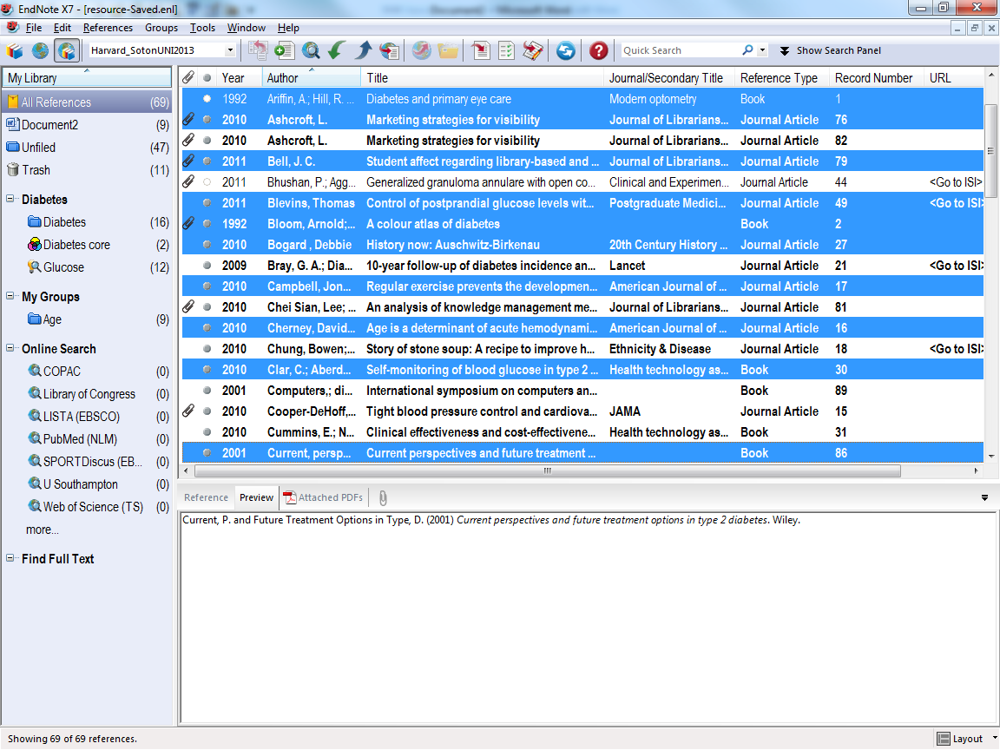 EndNote X7 - [resource-Saved.enl]
File Edit References Groups Tools Window Help
Harvard_SotonUNI2013 Quick Search Show Search Panel
My Library
All References (69)
Document2 (9)
Unfiled (47)
Trash (11)
Diabetes
Diabetes (16)
Diabetes core (2)
Glucose (12)
My Groups
Age (9)
Online Search
COPAC (0)
Library of Congress (0)
LISTA (EBSCO) (0)
PubMed (NLM) (0)
SPORTDiscus (EB... (0)
U Southampton (0)
Web of Science (TS) (0)
more...
Find Full Text
Year Author Title Journal/Secondary Title Reference Type Record Number URL
1992 Ariffin, A.; Hill, R. ... Diabetes and primary eye care Modern optometry Book 1
2010 Ashcroft, L. Marketing strategies for visibility Journal of Librarians... Journal Article 76
2010 Ashcroft, L. Marketing strategies for visibility Journal of Librarians... Journal Article 82
2011 Bell, J. C. Student affect regarding library-based and ... Journal of Librarians... Journal Article 79
2011 Bhushan, P.; Agg... Generalized granuloma annulare with open co... Clinical and Experimen... Journal Article 44 <Go to ISI>
2011 Blevins, Thomas Control of postprandial glucose levels wit... Postgraduate Medici... Journal Article 49 <Go to ISI>
1992 Bloom, Arnold;... A colour atlas of diabetes Book 2
2010 Bogard , Debbie History now: Auschwitz-Birkenau 20th Century History ... Journal Article 27
2009 Bray, G. A.; Dia... 10-year follow-up of diabetes incidence an... Lancet Journal Article 21 <Go to ISI>
2010 Campbell, Jon... Regular exercise prevents the developmen... American Journal of ... Journal Article 17
2010 Chei Sian, Lee; ... An analysis of knowledge management me... Journal of Librarians... Journal Article 81
2010 Cherney, David... Age is a determinant of acute hemodynami... American Journal of ... Journal Article 16
2010 Chung, Bowen;... Story of stone soup: A recipe to improve h... Ethnicity & Disease Journal Article 18 <Go to ISI>
2010 Clar, C.; Aberd... Self-monitoring of blood glucose in type 2 ... Health technology as... Book 30
2001 Computers,; di... International symposium on computers an... Book 89
2010 Cooper-DeHoff,... Tight blood pressure control and cardiova... JAMA Journal Article 15
2010 Cummins, E.; N... Clinical effectiveness and cost-effectivene... Health technology as... Book 31
2001 Current, persp... Current perspectives and future treatment ... Book 86
Reference Preview Attached PDFs
Current, P. and Future Treatment Options in Type, D. (2001) Current perspectives and future treatment options in type 2 diabetes. Wiley.
Showing 69 of 69 references. Layout